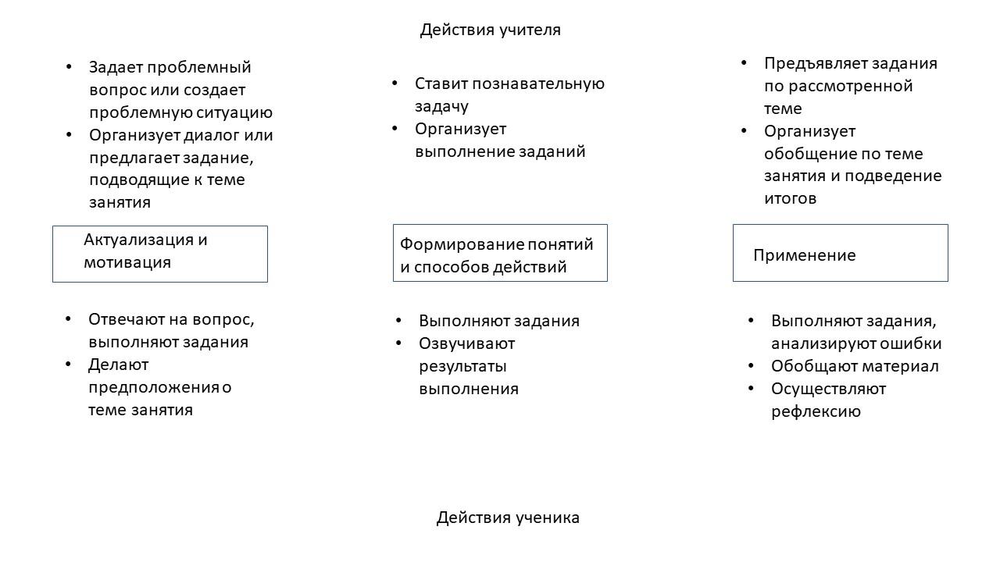 Действия учителя
• Задает проблемный
вопрос или создает
проблемную ситуацию
• Организует диалог или
предлагает задание,
подводящие к теме
занятия
• Ставит познавательную
задачу
• Организует
выполнение заданий
• Предъявляет задания
по рассмотренной
теме
• Организует
обобщение по теме
занятия и подведение
итогов
Актуализация и
мотивация
Формирование понятий
и способов действий
Применение
• Отвечают на вопрос,
выполняют задания
• Делают
предположения о
теме занятия
• Выполняют задания
• Озвучивают
результаты
выполнения
• Выполняют задания,
анализируют ошибки
• Обобщают материал
• Осуществляют
рефлексию
Действия ученика